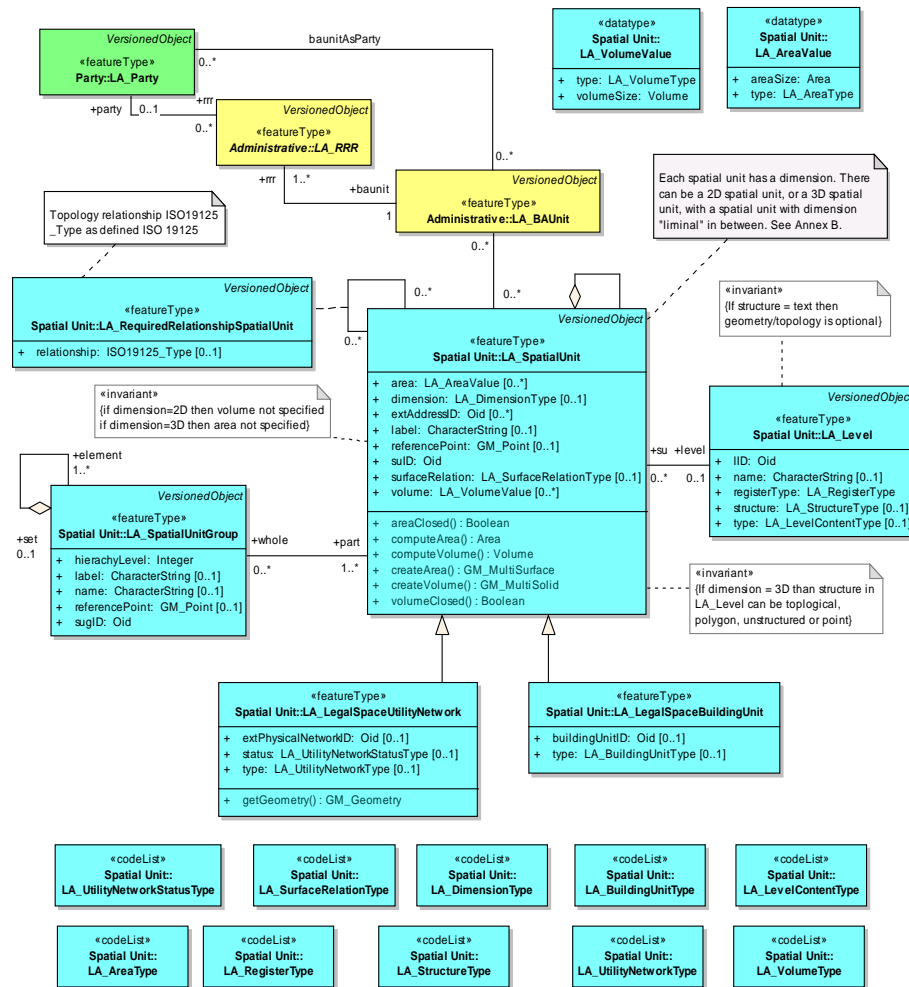 VersionedObject
«featureType»
Party::LA_Party
baunitAsParty
0..*
+party
0..1
+rrr
0..*
VersionedObject
«featureType»
Administrative::LA_RRR
+rrr
1..*
+baunit
1
0..*
VersionedObject
«featureType»
Administrative::LA_BAUnit
0..*
0..*
«datatype»
Spatial Unit::
LA_VolumeValue
+ type: LA_VolumeType
+ volumeSize: Volume
«datatype»
Spatial Unit::
LA_AreaValue
+ areaSize: Area
+ type: LA_AreaType
Each spatial unit has a dimension. There
can be a 2D spatial unit, or a 3D spatial
unit, with a spatial unit with dimension
"liminal" in between. See Annex B.
Topology relationship ISO19125
_Type as defined ISO 19125
VersionedObject
«featureType»
Spatial Unit::LA_RequiredRelationshipSpatialUnit
+ relationship: ISO19125_Type [0..1]
0..*
0..*
«invariant»
{if dimension=2D then volume not specified
if dimension=3D then area not specified}
VersionedObject
«featureType»
Spatial Unit::LA_SpatialUnit
+ area: LA_AreaValue [0..*]
+ dimension: LA_DimensionType [0..1]
+ extAddressID: Oid [0..*]
+ label: CharacterString [0..1]
+ referencePoint: GM_Point [0..1]
+ suID: Oid
+ surfaceRelation: LA_SurfaceRelationType [0..1]
+ volume: LA_VolumeValue [0..*]
+ areaClosed() : Boolean
+ computeArea() : Area
+ computeVolume() : Volume
+ createArea() : GM_MultiSurface
+ createVolume() : GM_MultiSolid
+ volumeClosed() : Boolean
«invariant»
{If structure = text then
geometry/topology is optional}
VersionedObject
«featureType»
Spatial Unit::LA_Level
+ lID: Oid
+ name: CharacterString [0..1]
+ registerType: LA_RegisterType
+ structure: LA_StructureType [0..1]
+ type: LA_LevelContentType [0..1]
+su
+level
0..*
0..1
«invariant»
{If dimension = 3D than structure in
LA_Level can be toplogical,
polygon, unstructured or point}
+element
1..*
+set
0..1
VersionedObject
«featureType»
Spatial Unit::LA_SpatialUnitGroup
+ hierachyLevel: Integer
+ label: CharacterString [0..1]
+ name: CharacterString [0..1]
+ referencePoint: GM_Point [0..1]
+ sugID: Oid
+whole
0..*
+part
1..*
«featureType»
Spatial Unit::LA_LegalSpaceUtilityNetwork
+ extPhysicalNetworkID: Oid [0..1]
+ status: LA_UtilityNetworkStatusType [0..1]
+ type: LA_UtilityNetworkType [0..1]
+ getGeometry() : GM_Geometry
«featureType»
Spatial Unit::LA_LegalSpaceBuildingUnit
+ buildingUnitID: Oid [0..1]
+ type: LA_BuildingUnitType [0..1]
«codeList»
Spatial Unit::
LA_UtilityNetworkStatusType
«codeList»
Spatial Unit::
LA_SurfaceRelationType
«codeList»
Spatial Unit::
LA_DimensionType
«codeList»
Spatial Unit::
LA_BuildingUnitType
«codeList»
Spatial Unit::
LA_LevelContentType
«codeList»
Spatial Unit::
LA_AreaType
«codeList»
Spatial Unit::
LA_RegisterType
«codeList»
Spatial Unit::
LA_StructureType
«codeList»
Spatial Unit::
LA_UtilityNetworkType
«codeList»
Spatial Unit::
LA_VolumeType